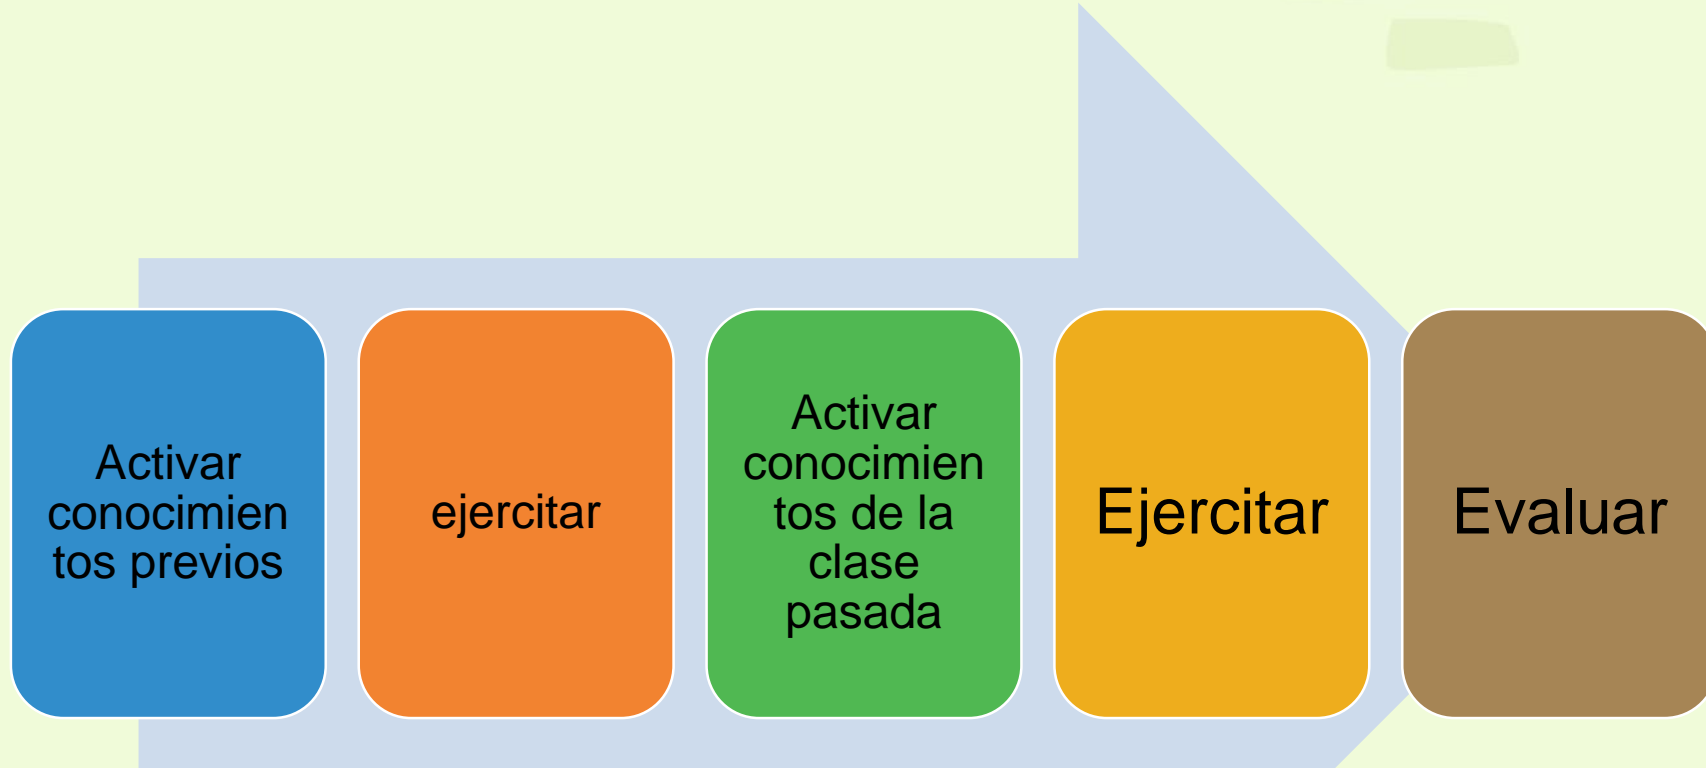 Activar
conocimien
tos previos
ejercitar
Activar
conocimien
tos de la
clase
pasada
Ejercitar
Evaluar